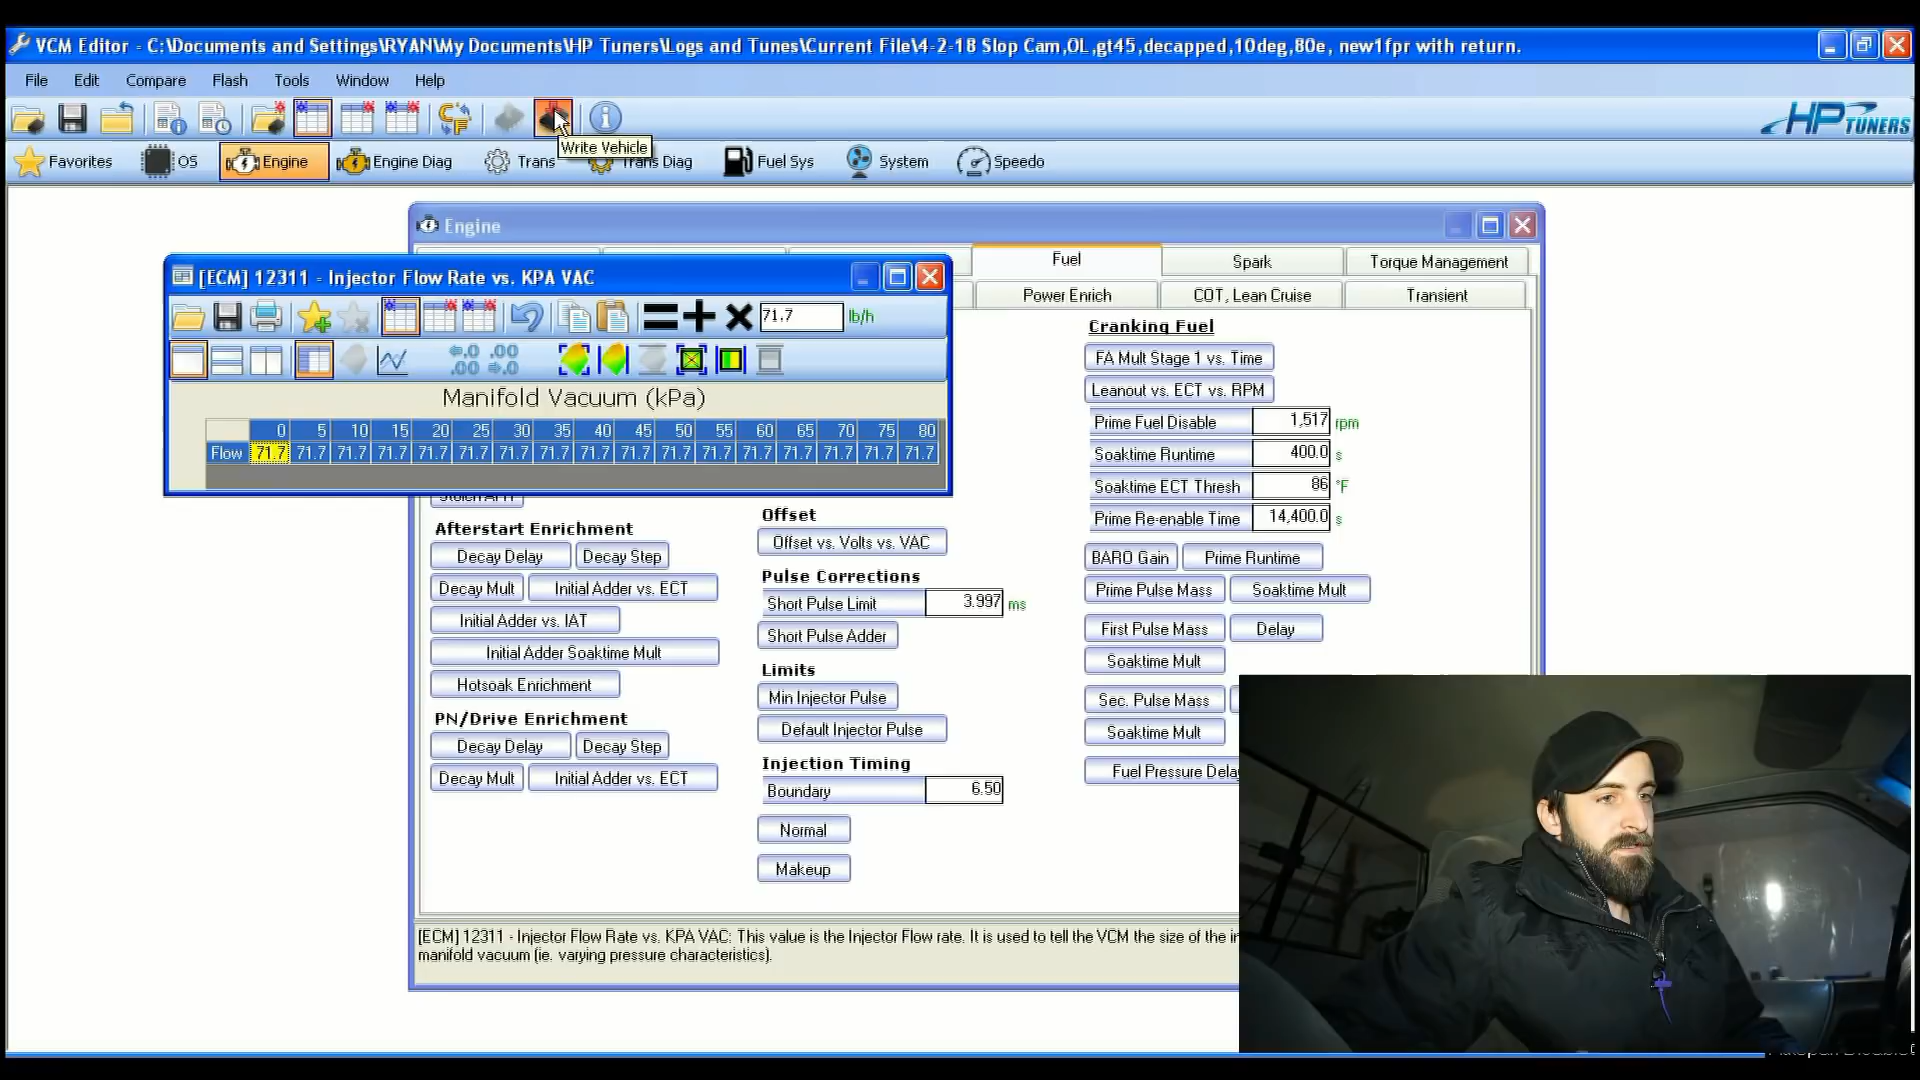 VCM Editor - C:\Documents and Settings\RYAN\My Documents\HP Tuners\Logs and Tunes\Current File\4-2-18 Slop Cam,OL,gt45,decapped,10deg,80e, new1fpr with return.
File Edit Compare Flash Tools Window Help
HP TUNERS
Write Vehicle
Favorites OS Engine Engine Diag Trans Trans Diag Fuel Sys System Speedo
Engine
Fuel Spark Torque Management
Power Enrich COT, Lean Cruise Transient
[ECM] 12311 - Injector Flow Rate vs. KPA VAC
71.7 lb/h
Manifold Vacuum (kPa)
0 5 10 15 20 25 30 35 40 45 50 55 60 65 70 75 80
Flow 71.7 71.7 71.7 71.7 71.7 71.7 71.7 71.7 71.7 71.7 71.7 71.7 71.7 71.7 71.7 71.7 71.7
Afterstart Enrichment
Decay Delay Decay Step
Decay Mult Initial Adder vs. ECT
Initial Adder vs. IAT
Initial Adder Soaktime Mult
Hotsoak Enrichment
PN/Drive Enrichment
Decay Delay Decay Step
Decay Mult Initial Adder vs. ECT
Offset
Offset vs. Volts vs. VAC
Pulse Corrections
Short Pulse Limit 3.997 ms
Short Pulse Adder
Limits
Min Injector Pulse
Default Injector Pulse
Injection Timing
Boundary 6.50
Normal
Makeup
Cranking Fuel
FA Mult Stage 1 vs. Time
Leanout vs. ECT vs. RPM
Prime Fuel Disable 1,517 rpm
Soaktime Runtime 400.0 s
Soaktime ECT Thresh 86 °F
Prime Re-enable Time 14,400.0 s
BARO Gain Prime Runtime
Prime Pulse Mass Soaktime Mult
First Pulse Mass Delay
Soaktime Mult
Sec. Pulse Mass
Soaktime Mult
Fuel Pressure
[ECM] 12311 - Injector Flow Rate vs. KPA VAC: This value is the Injector Flow rate. It is used to tell the VCM the size of the
manifold vacuum (ie. varying pressure characteristics).